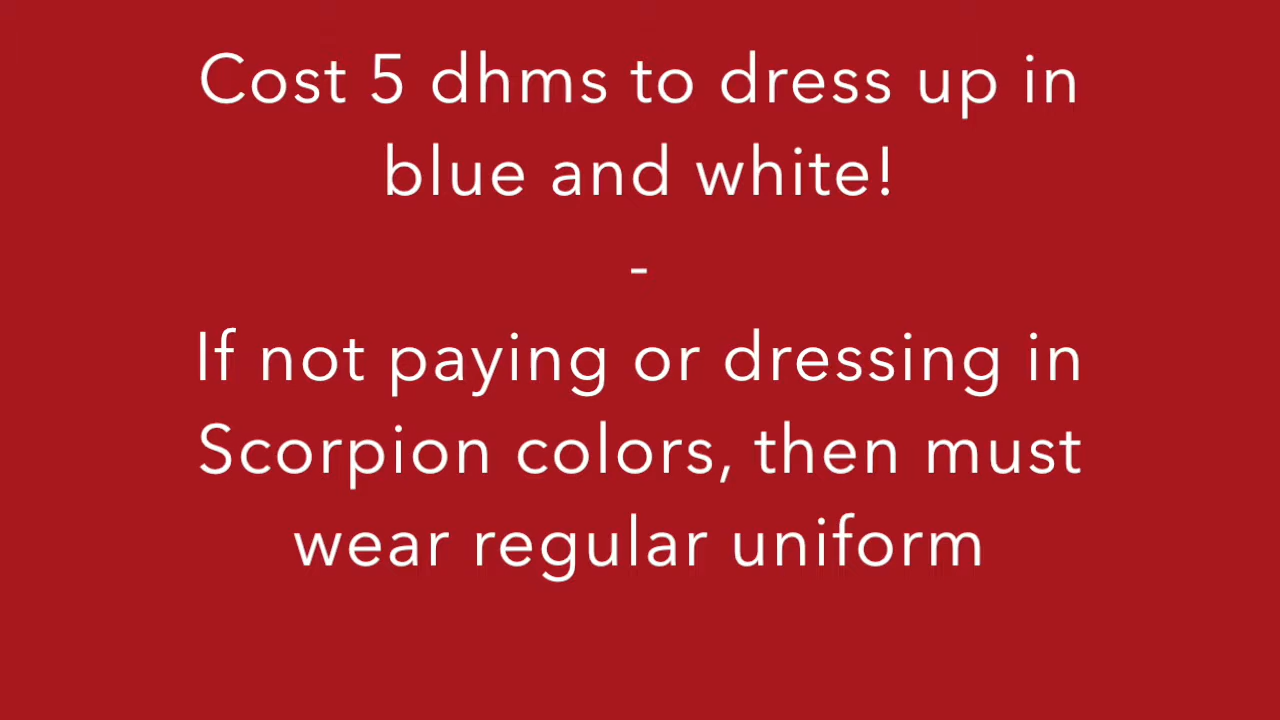 Cost 5 dhms to dress up in
blue and white!
-
If not paying or dressing in
Scorpion colors, then must
wear regular uniform